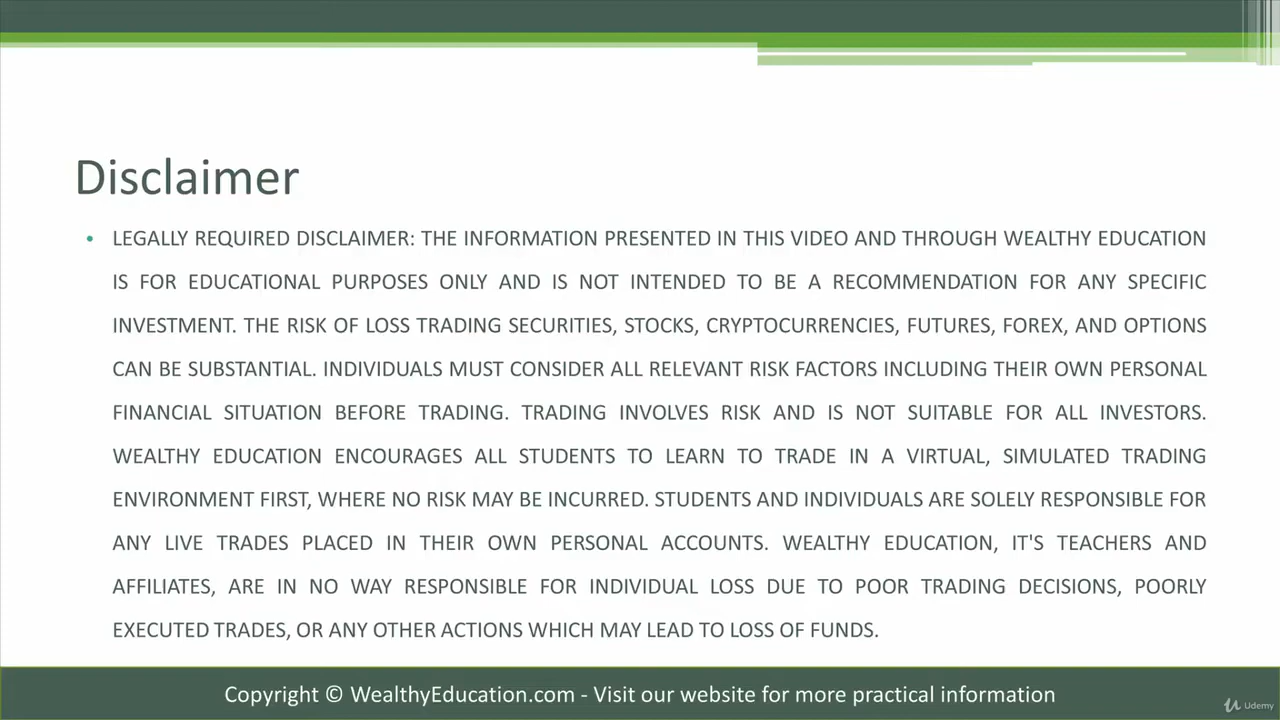 Disclaimer
• LEGALLY REQUIRED DISCLAIMER: THE INFORMATION PRESENTED IN THIS VIDEO AND THROUGH WEALTHY EDUCATION
IS FOR EDUCATIONAL PURPOSES ONLY AND IS NOT INTENDED TO BE A RECOMMENDATION FOR ANY SPECIFIC
INVESTMENT. THE RISK OF LOSS TRADING SECURITIES, STOCKS, CRYPTOCURRENCIES, FUTURES, FOREX, AND OPTIONS
CAN BE SUBSTANTIAL. INDIVIDUALS MUST CONSIDER ALL RELEVANT RISK FACTORS INCLUDING THEIR OWN PERSONAL
FINANCIAL SITUATION BEFORE TRADING. TRADING INVOLVES RISK AND IS NOT SUITABLE FOR ALL INVESTORS.
WEALTHY EDUCATION ENCOURAGES ALL STUDENTS TO LEARN TO TRADE IN A VIRTUAL, SIMULATED TRADING
ENVIRONMENT FIRST, WHERE NO RISK MAY BE INCURRED. STUDENTS AND INDIVIDUALS ARE SOLELY RESPONSIBLE FOR
ANY LIVE TRADES PLACED IN THEIR OWN PERSONAL ACCOUNTS. WEALTHY EDUCATION, IT'S TEACHERS AND
AFFILIATES, ARE IN NO WAY RESPONSIBLE FOR INDIVIDUAL LOSS DUE TO POOR TRADING DECISIONS, POORLY
EXECUTED TRADES, OR ANY OTHER ACTIONS WHICH MAY LEAD TO LOSS OF FUNDS.
Copyright © WealthyEducation.com - Visit our website for more practical information
Udemy